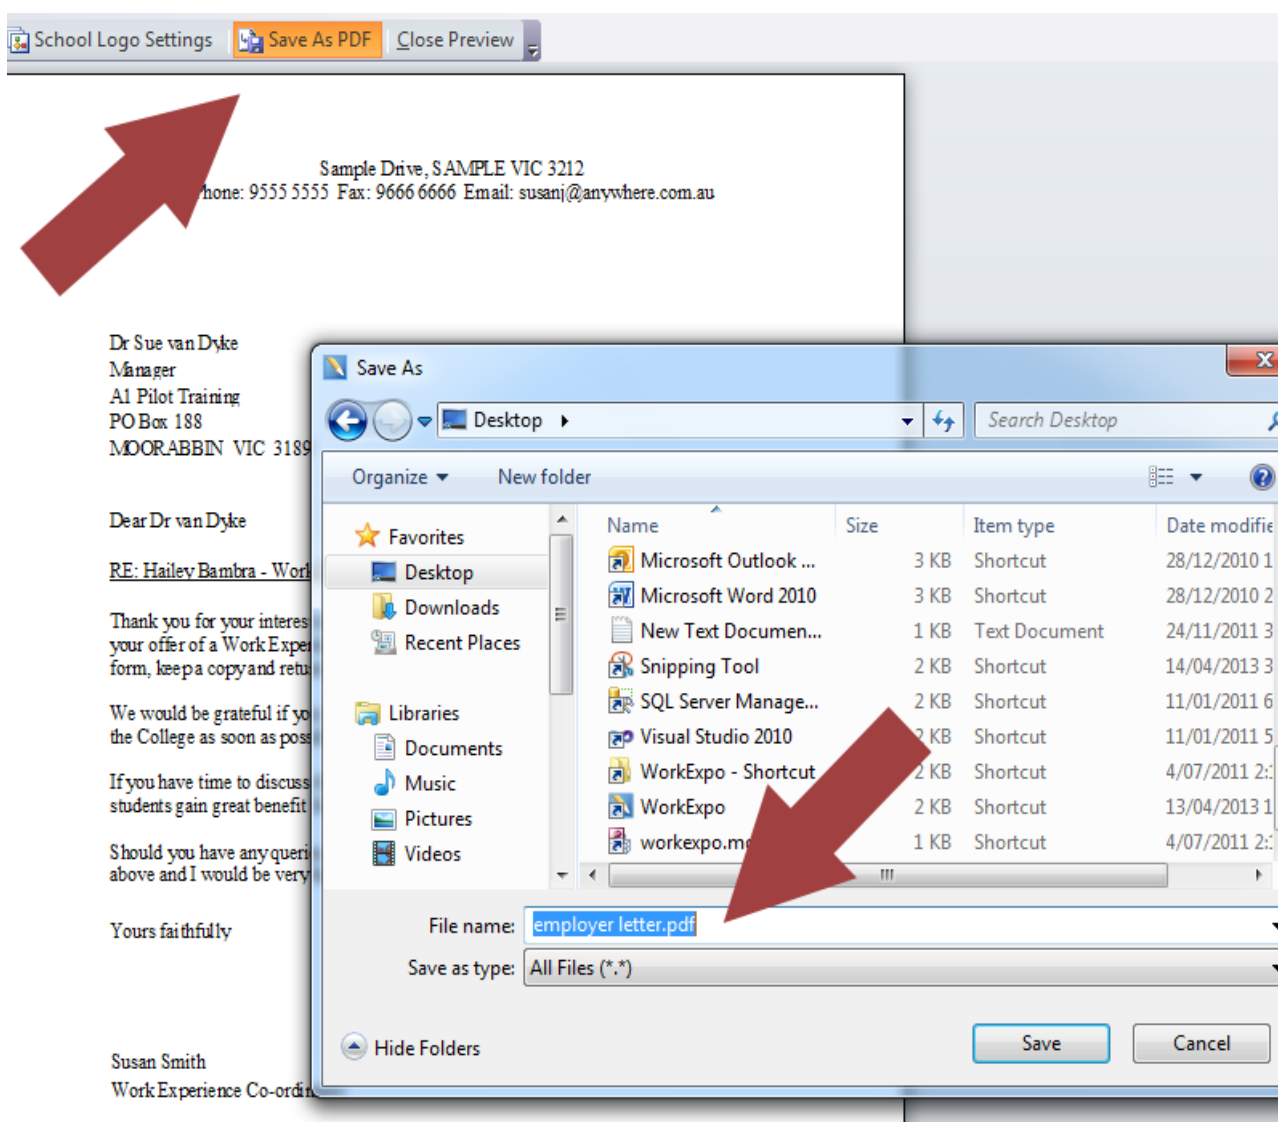 School Logo Settings Save As PDF Close Preview
Sample Drive, SAMPLE VIC 3212
hone: 9555 5555 Fax: 9666 6666 Email: susanj@anywhere.com.au
Dr Sue van Dyke
Manager
A1 Pilot Training
PO Box 188
MOORABBIN VIC 3189
Dear Dr van Dyke
RE: Hailey Bambra - Work
Thank you for your interes
your offer of a Work Exper
form, keep a copy and retu
We would be grateful if yo
the College as soon as poss
If you have time to discuss
students gain great benefit
Should you have any queri
above and I would be very
Yours faithfully
Susan Smith
Work Experience Co-ordin
Save As
Desktop
Search Desktop
Organize New folder
Favorites
Desktop
Downloads
Recent Places
Libraries
Documents
Music
Pictures
Videos
Name Size Item type Date modifie
Microsoft Outlook ... 3 KB Shortcut 28/12/2010 1
Microsoft Word 2010 3 KB Shortcut 28/12/2010 2
New Text Documen... 1 KB Text Document 24/11/2011 3
Snipping Tool 2 KB Shortcut 14/04/2013 3
SQL Server Manage... 2 KB Shortcut 11/01/2011 6
Visual Studio 2010 2 KB Shortcut 11/01/2011 5
WorkExpo - Shortcut 2 KB Shortcut 4/07/2011 2:
WorkExpo 2 KB Shortcut 13/04/2013 1
workexpo.m 1 KB Shortcut 4/07/2011 2:
File name: employer letter.pdf
Save as type: All Files (*.*)
Hide Folders Save Cancel